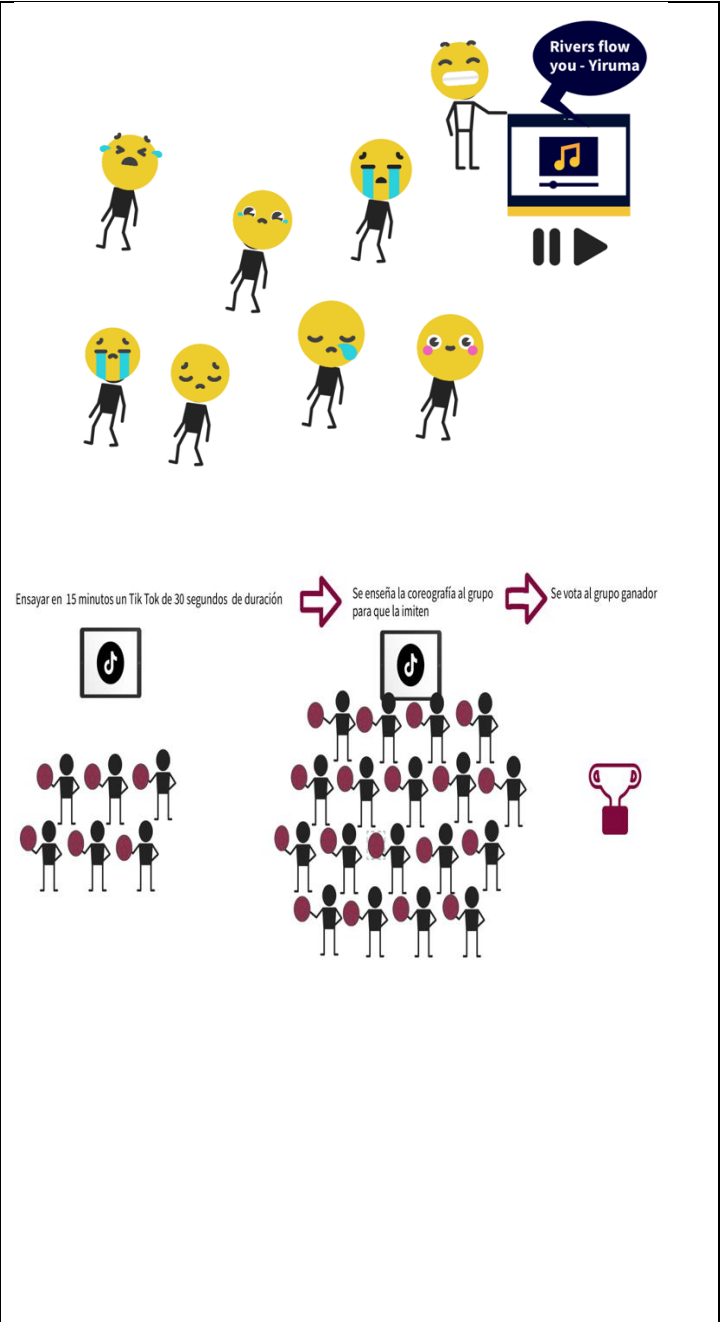 Rivers flow
you - Yiruma
Ensayar en 15 minutos un Tik Tok de 30 segundos de duración
Se enseña la coreografía al grupo
para que la imiten
Se vota al grupo ganador